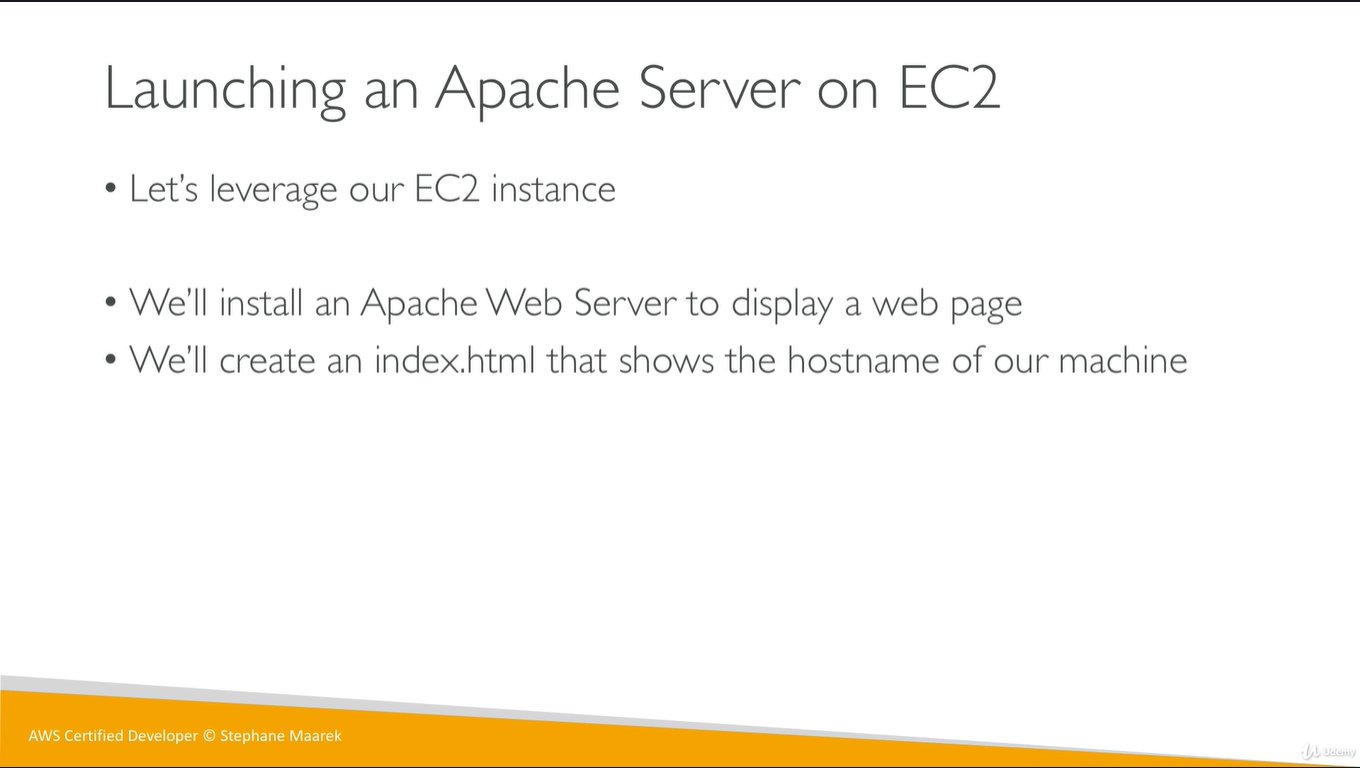 Launching an Apache Server on EC2
• Let’s leverage our EC2 instance
• We’ll install an Apache Web Server to display a web page
• We’ll create an index.html that shows the hostname of our machine
AWS Certified Developer © Stephane Maarek
Udemy